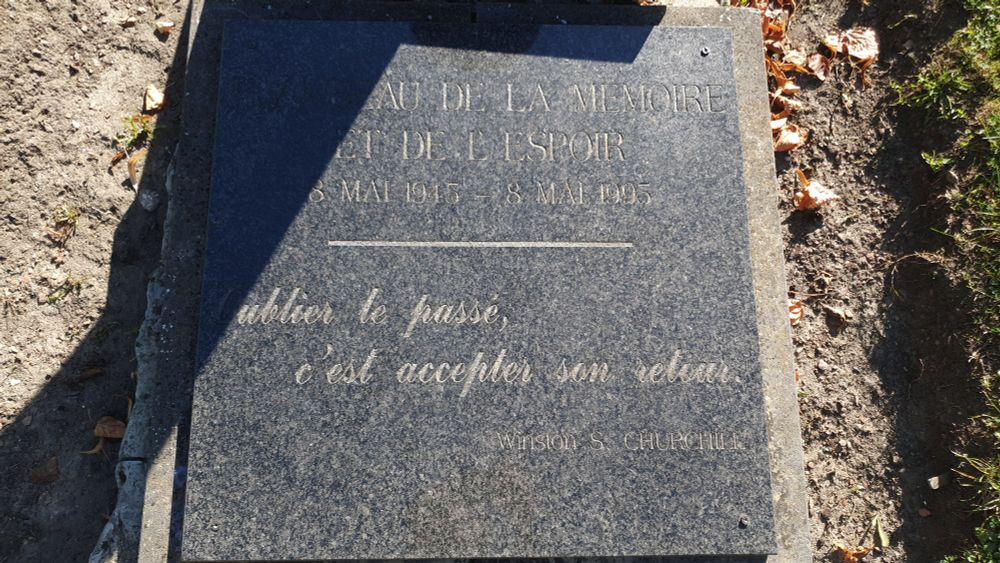 EAU DE LA MEMOIRE
ET DE L'ESPOIR
8 MAI 1945 - 8 MAI 1995
Oublier le passé,
c'est accepter son retour.
Winston S. CHURCHILL